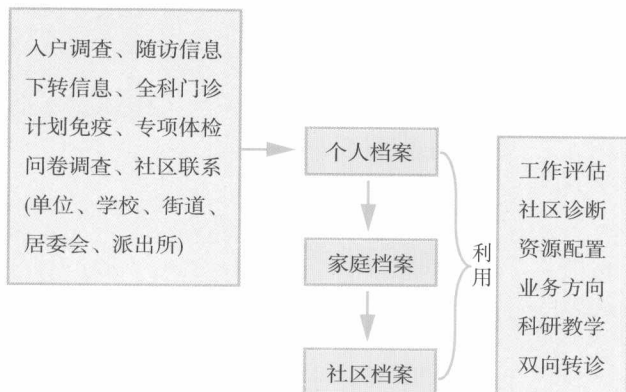 入户调查、随访信息
下转信息、全科门诊
计划免疫、专项体检
问卷调查、社区联系
(单位、学校、街道、
居委会、派出所)
个人档案
家庭档案
社区档案
利用
工作评估
社区诊断
资源配置
业务方向
科研教学
双向转诊